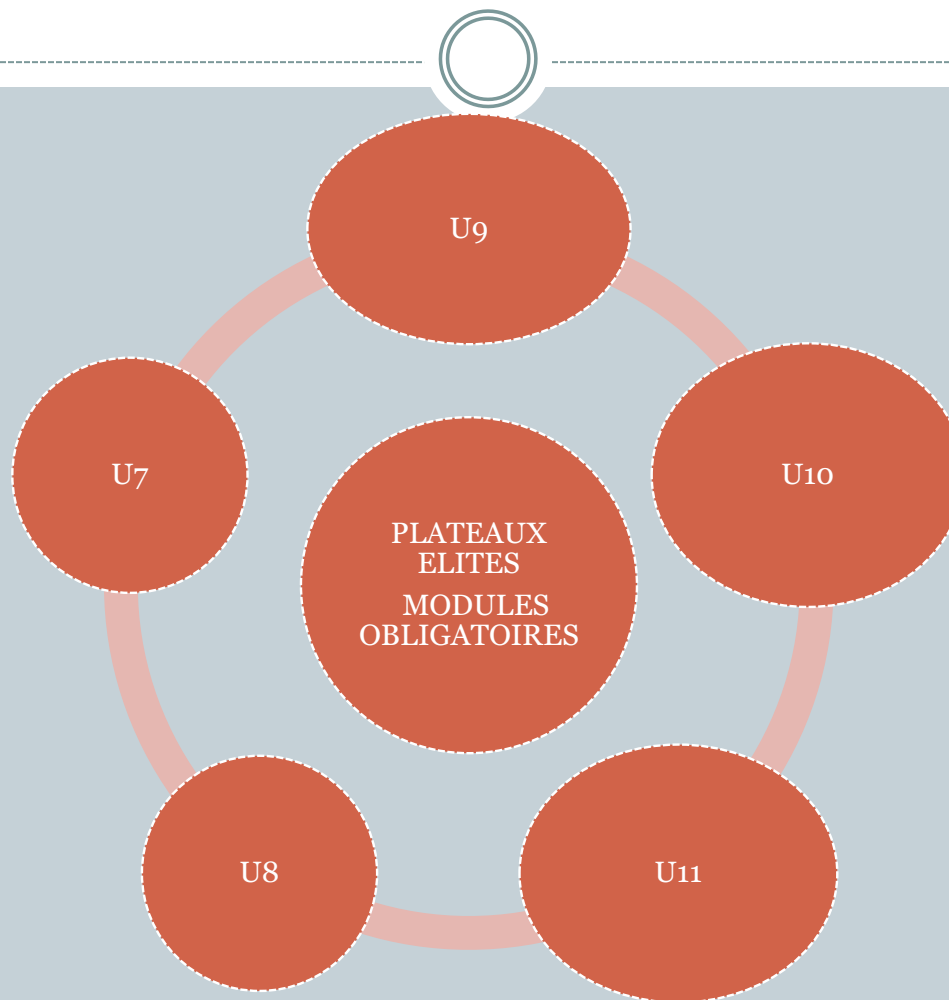 U9
U7
U10
PLATEAUX
ELITES
MODULES
OBLIGATOIRES
U8
U11